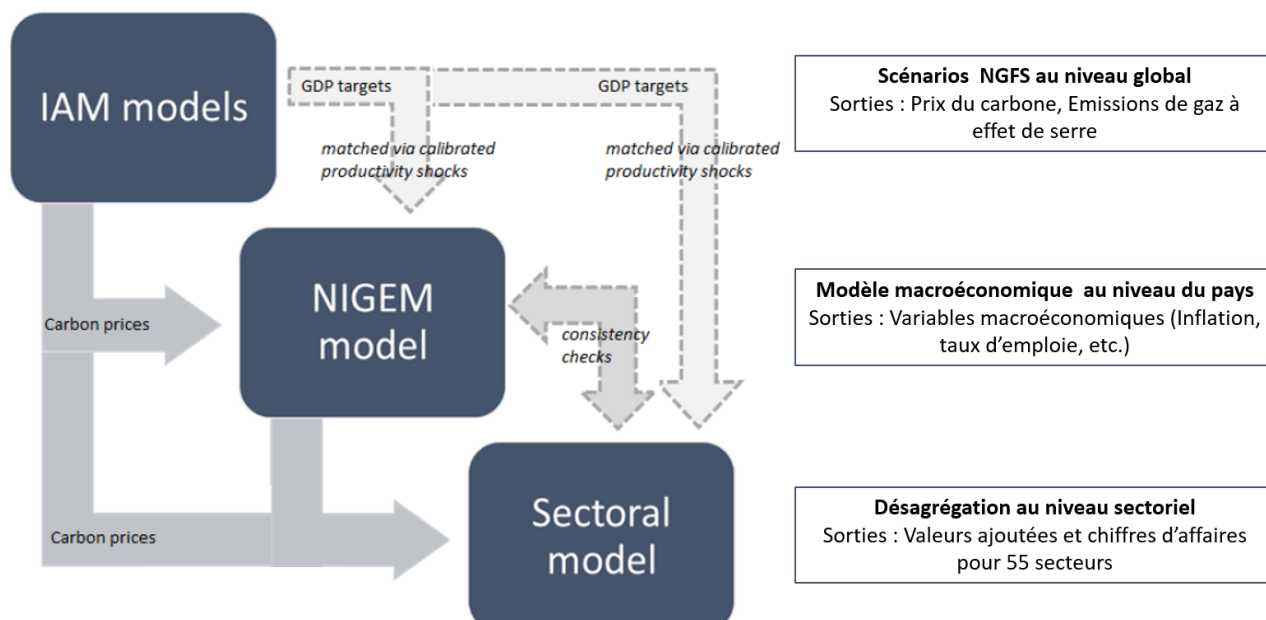 IAM models
GDP targets
GDP targets
matched via calibrated
productivity shocks
matched via calibrated
productivity shocks
Scénarios NGFS au niveau global
Sorties : Prix du carbone, Emissions de gaz à
effet de serre
Carbon prices
NIGEM
model
consistency
checks
Modèle macroéconomique au niveau du pays
Sorties : Variables macroéconomiques (Inflation,
taux d’emploie, etc.)
Carbon prices
Sectoral
model
Désagrégation au niveau sectoriel
Sorties : Valeurs ajoutées et chiffres d’affaires
pour 55 secteurs